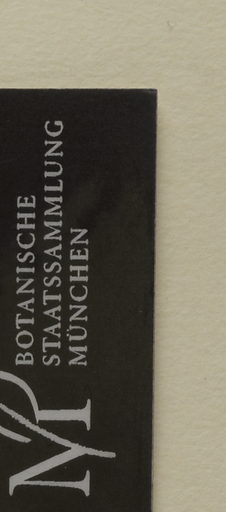 BOTANISCHE
STAATSSAMMLUNG
MÜNCHEN
M